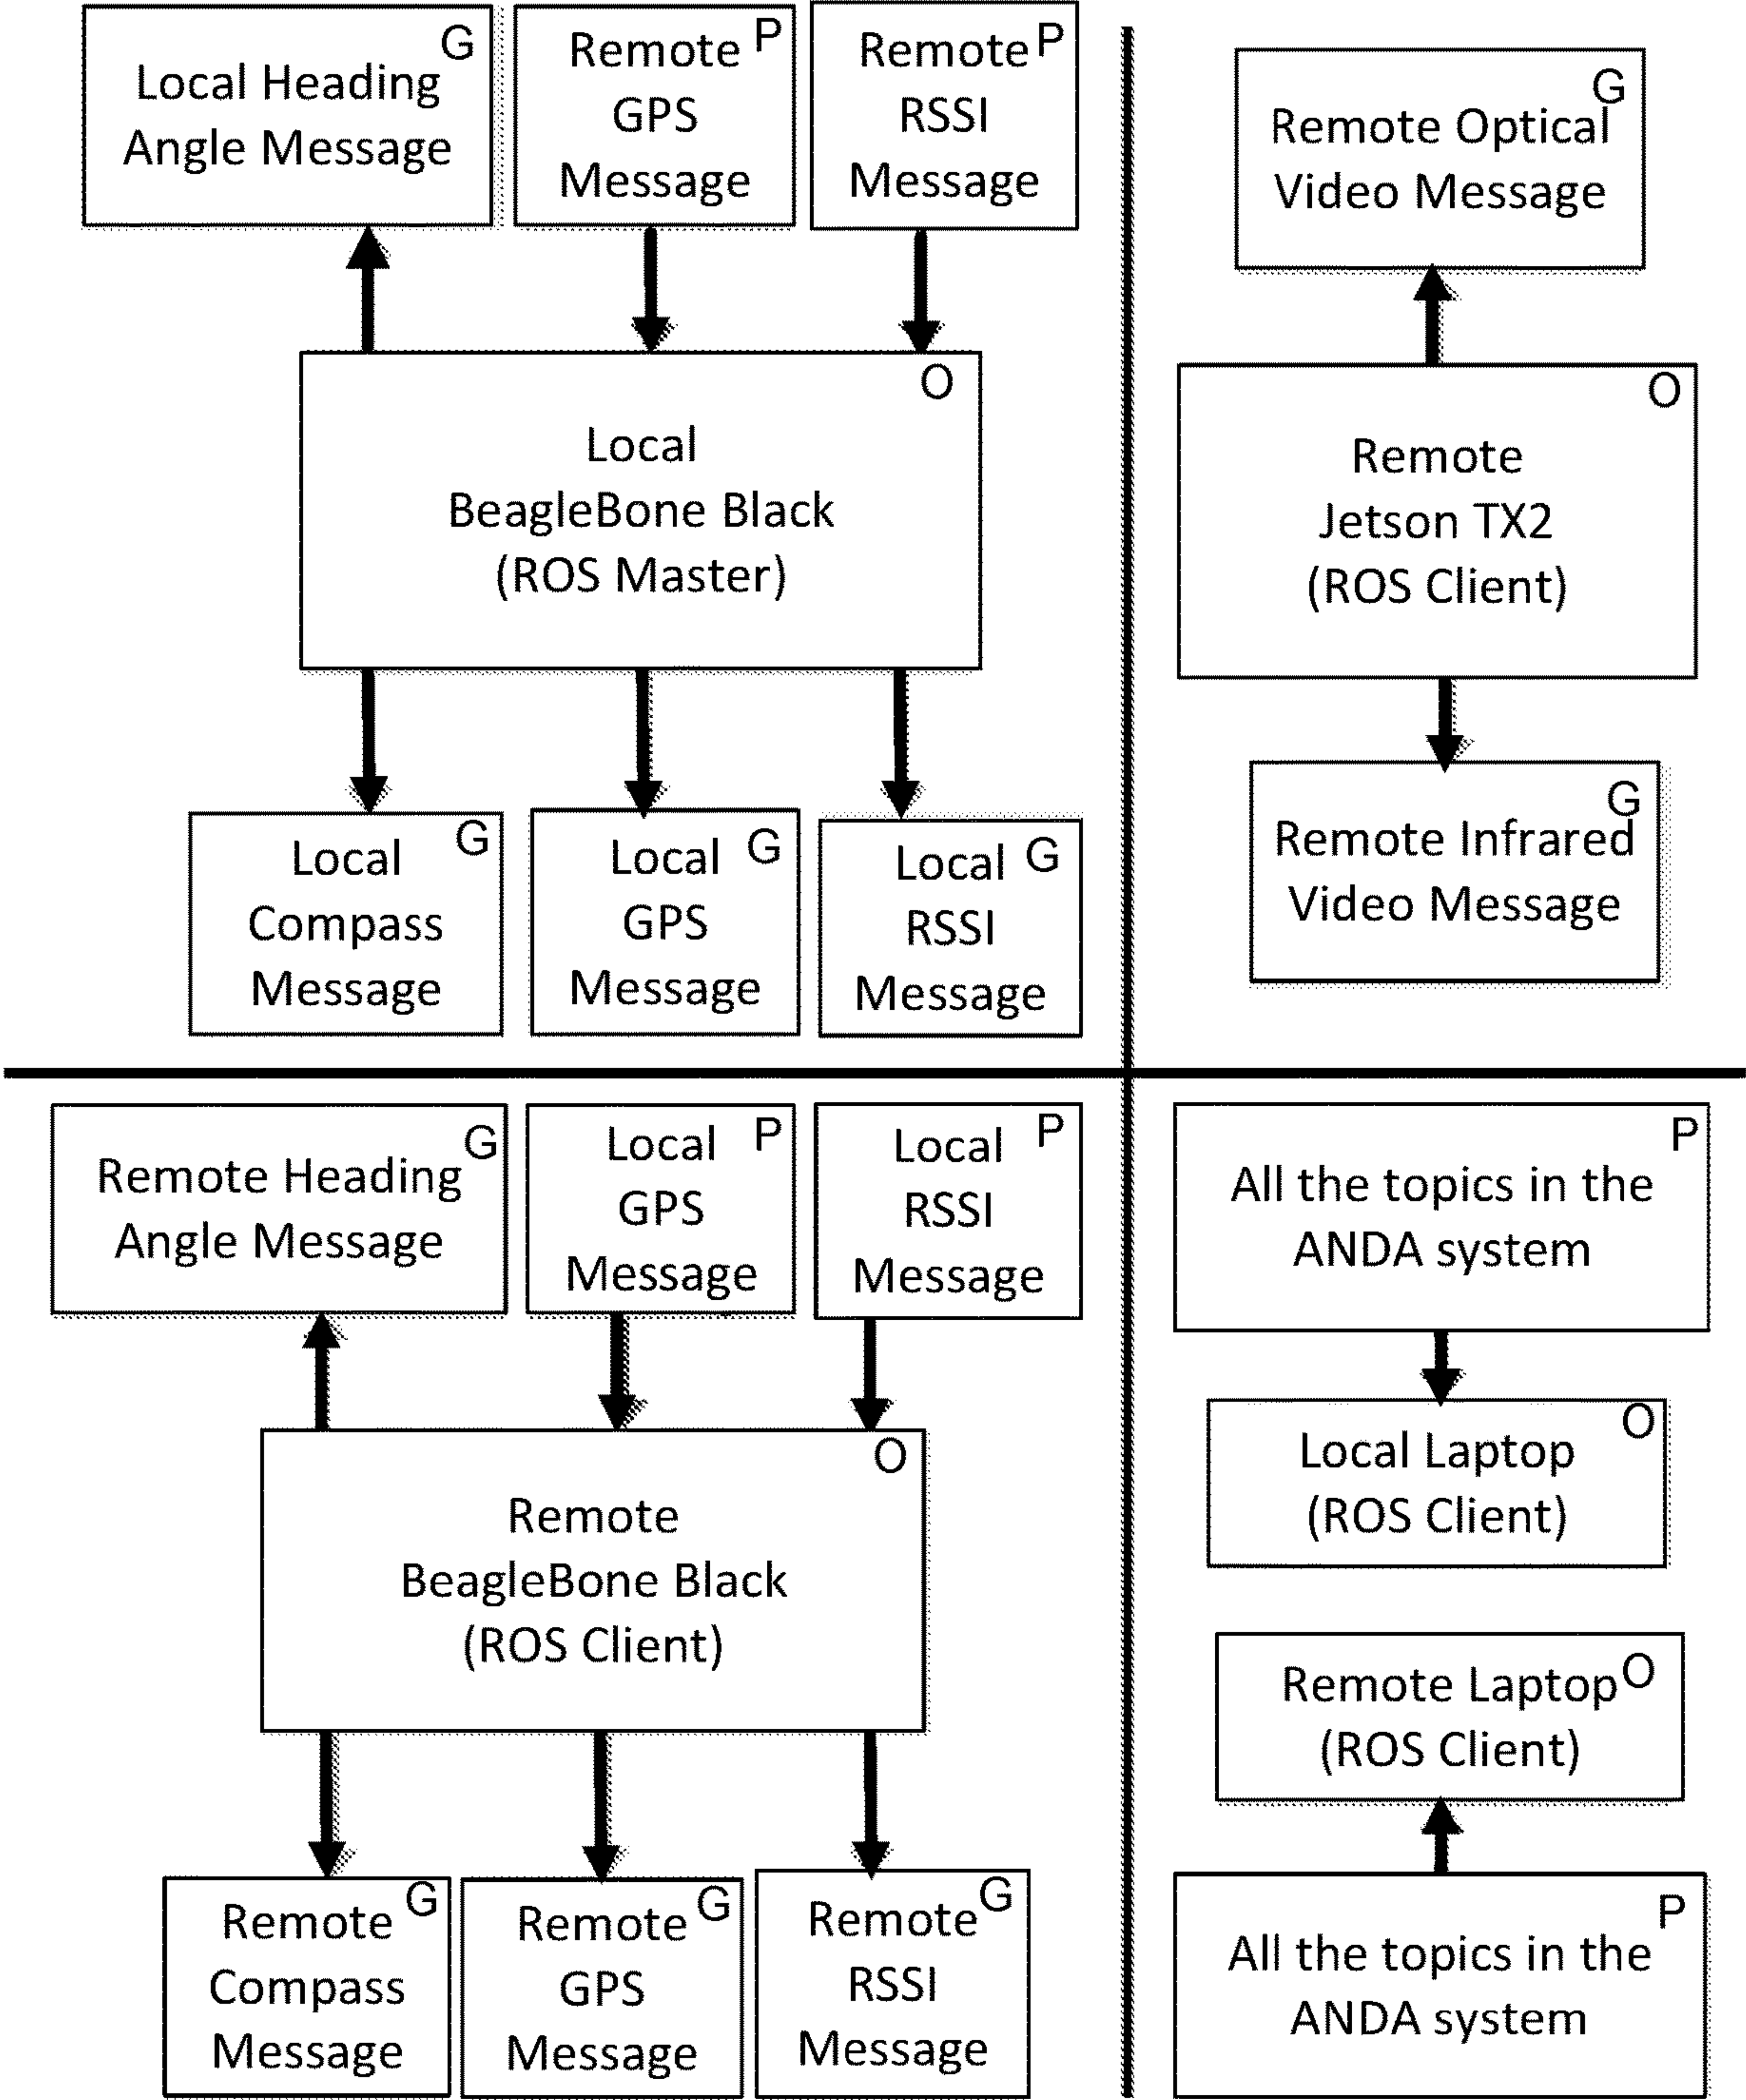 G
Local Heading
Angle Message
P
Remote
GPS
Message
P
Remote
RSSI
Message
O
Local
BeagleBone Black
(ROS Master)
G
Local
Compass
Message
G
Local
GPS
Message
G
Local
RSSI
Message
G
Remote Optical
Video Message
O
Remote
Jetson TX2
(ROS Client)
G
Remote Infrared
Video Message
G
Remote Heading
Angle Message
P
Local
GPS
Message
P
Local
RSSI
Message
O
Remote
BeagleBone Black
(ROS Client)
G
Remote
Compass
Message
G
Remote
GPS
Message
G
Remote
RSSI
Message
P
All the topics in the
ANDA system
O
Local Laptop
(ROS Client)
O
Remote Laptop
(ROS Client)
P
All the topics in the
ANDA system